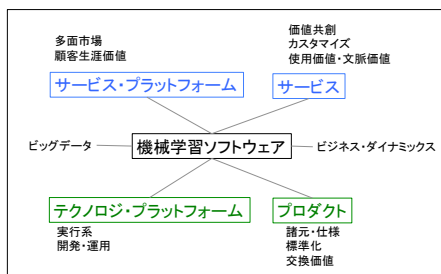 多面市場
顧客生涯価値
サービス・プラットフォーム
価値共創
カスタマイズ
使用価値・文脈価値
サービス
ビッグデータ
機械学習ソフトウェア
ビジネス・ダイナミックス
テクノロジ・プラットフォーム
実行系
開発・運用
プロダクト
諸元・仕様
標準化
交換価値